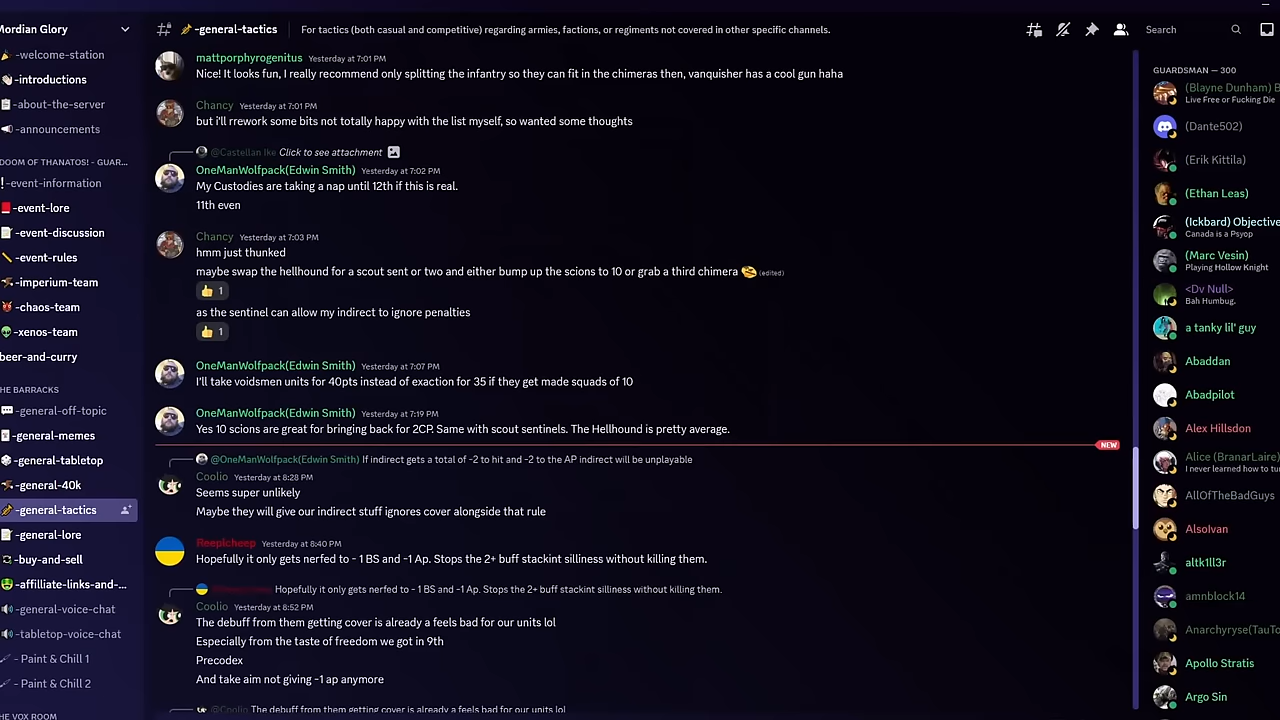 Mordian Glory
-general-tactics
For tactics (both casual and competitive) regarding armies, factions, or regiments not covered in other specific channels.
Search
-welcome-station
-introductions
-about-the-server
-announcements
DOOM OF THANATOS! - GUAR...
-event-information
-event-lore
-event-discussion
-event-rules
-imperium-team
-chaos-team
-xenos-team
beer-and-curry
HE BARRACKS
-general-off-topic
-general-memes
-general-tabletop
-general-40k
-general-tactics
-general-lore
-buy-and-sell
-affiliate-links-and-...
-general-voice-chat
-tabletop-voice-chat
- Paint & Chill 1
- Paint & Chill 2
THE VOX ROOM
mattporphyrogenitus Yesterday at 7:01 PM
Nice! It looks fun, I really recommend only splitting the infantry so they can fit in the chimeras then, vanquisher has a cool gun haha
Chancy Yesterday at 7:01 PM
but i'll rrework some bits not totally happy with the list myself, so wanted some thoughts
@Castellan Ike Click to see attachment
OneManWolfpack(Edwin Smith) Yesterday at 7:02 PM
My Custodies are taking a nap until 12th if this is real.
11th even
Chancy Yesterday at 7:03 PM
hmm just thunked
maybe swap the hellhound for a scout sent or two and either bump up the scions to 10 or grab a third chimera (edited)
1
as the sentinel can allow my indirect to ignore penalties
1
OneManWolfpack(Edwin Smith) Yesterday at 7:07 PM
I'll take voidsmen units for 40pts instead of exaction for 35 if they get made squads of 10
OneManWolfpack(Edwin Smith) Yesterday at 7:19 PM
Yes 10 scions are great for bringing back for 2CP. Same with scout sentinels. The Hellhound is pretty average.
NEW
@OneManWolfpack(Edwin Smith) If indirect gets a total of -2 to hit and -2 to the AP indirect will be unplayable
Coolio Yesterday at 8:28 PM
Seems super unlikely
Maybe they will give our indirect stuff ignores cover alongside that rule
Reepicheep Yesterday at 8:40 PM
Hopefully it only gets nerfed to - 1 BS and -1 Ap. Stops the 2+ buff stackint silliness without killing them.
Hopefully it only gets nerfed to - 1 BS and -1 Ap. Stops the 2+ buff stackint silliness without killing them.
Coolio Yesterday at 8:52 PM
The debuff from them getting cover is already a feels bad for our units lol
Especially from the taste of freedom we got in 9th
Precodex
And take aim not giving -1 ap anymore
@Coolio The debuff from them getting cover is already a feels bad for our units lol
GUARDSMAN — 300
(Blayne Dunham) B
Live Free or Fucking Die
(Dante502)
(Erik Kittila)
(Ethan Leas)
(Ickbard) Objective
Canada is a Psyop
(Marc Vesin)
Playing Hollow Knight
<Dv Null>
Bah Humbug.
a tanky lil' guy
Abaddan
Abadpilot
Alex Hillsdon
Alice (BranarLaire)
I never learned how to tu
AllOfTheBadGuys
Alsolvan
altk1ll3r
amnblock14
Anarchyryse(TauTo
Apollo Stratis
Argo Sin